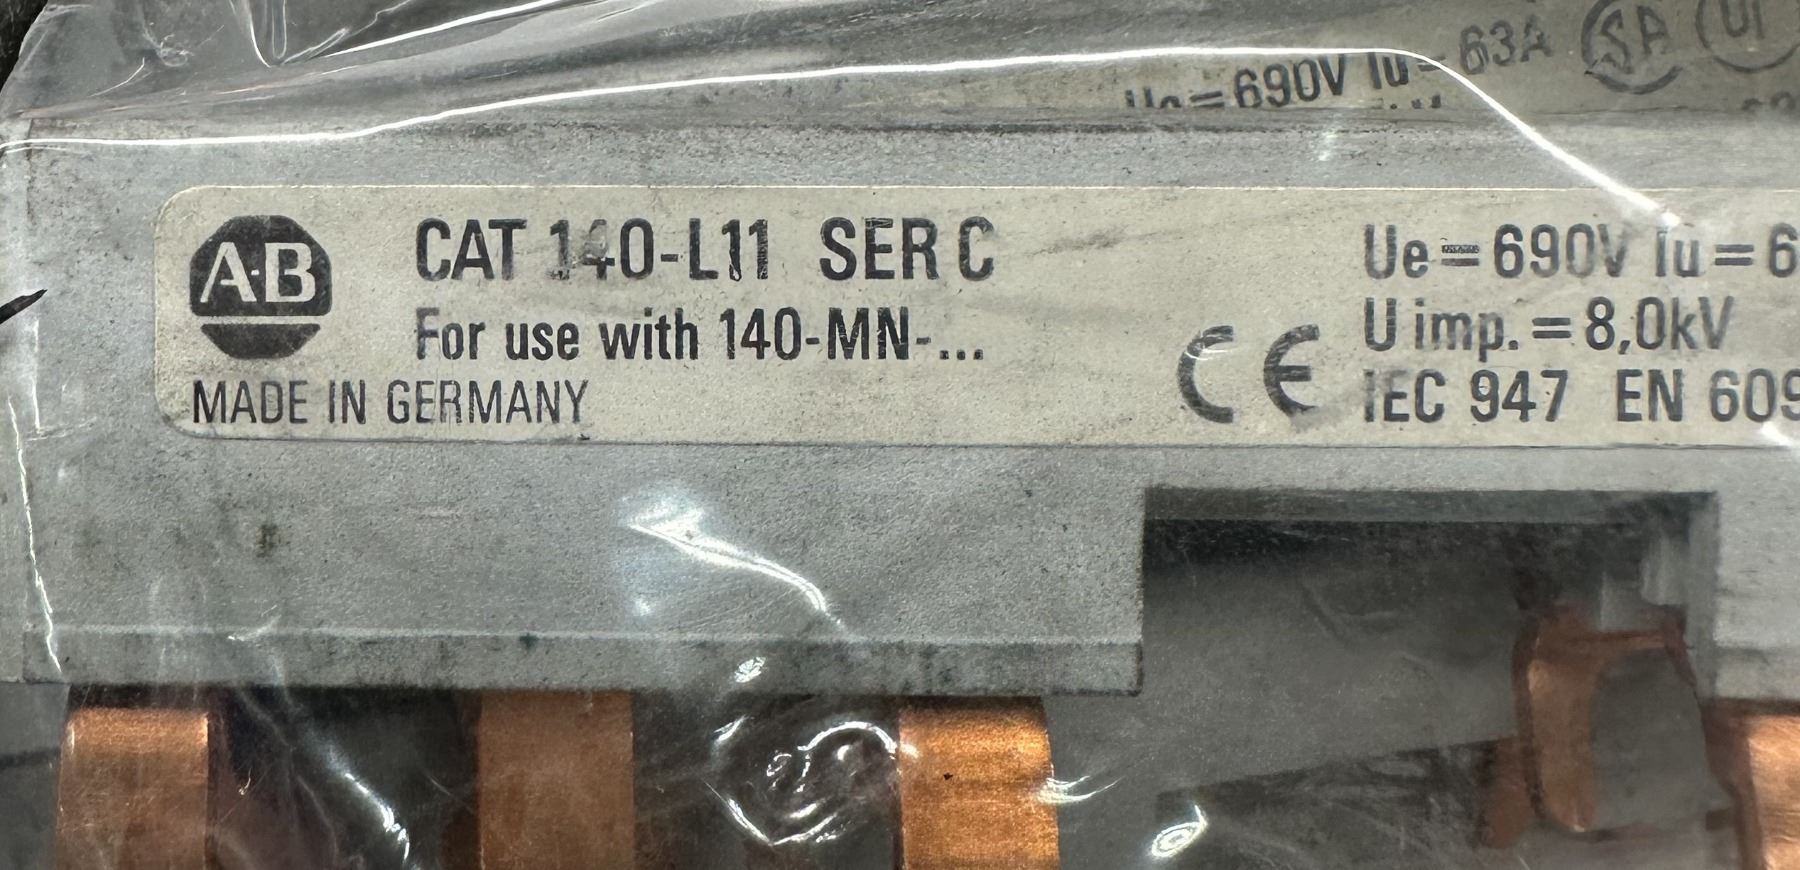 Ue=690V Iu=63A
A-B
CAT 140-L11 SER C
For use with 140-MN-...
MADE IN GERMANY
CE
Ue=690V Iu=6
U imp.=8,0kV
IEC 947 EN 609